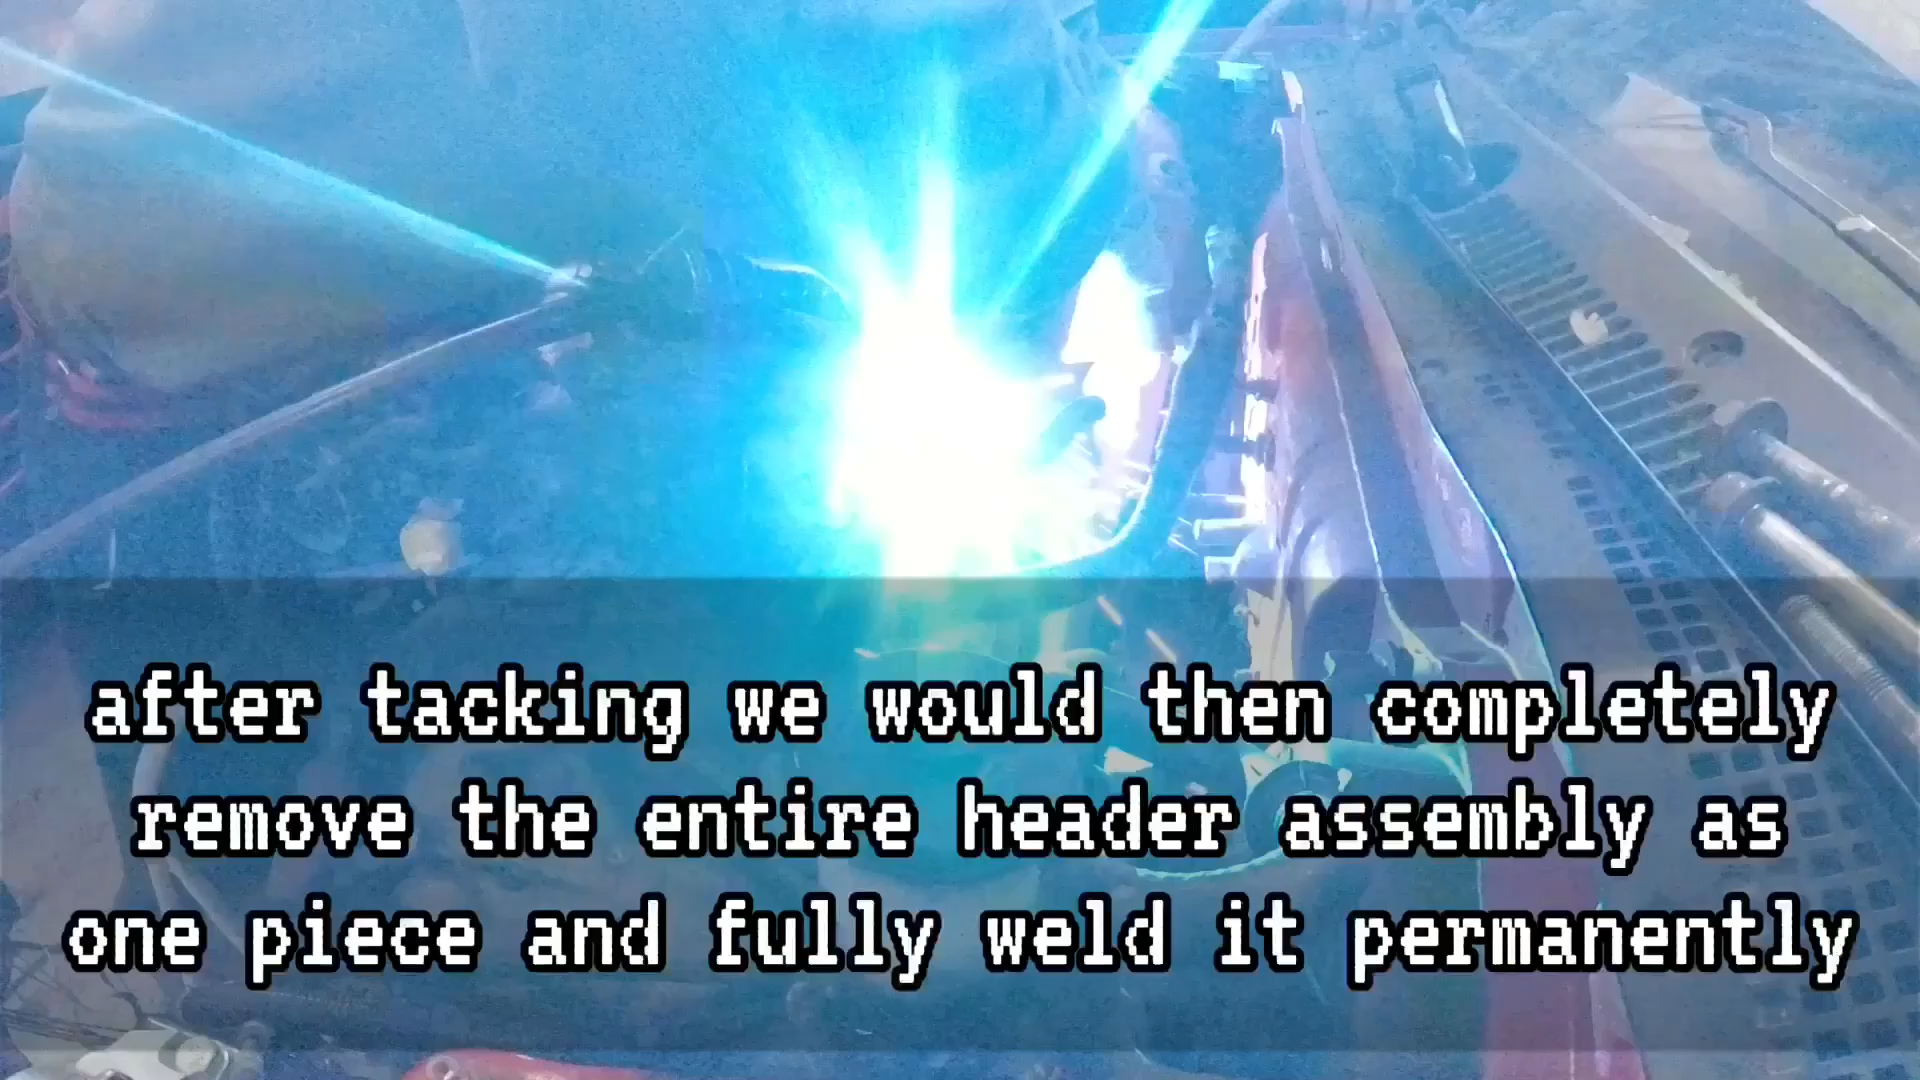 after tacking we would then completely
remove the entire header assembly as
one piece and fully weld it permanently